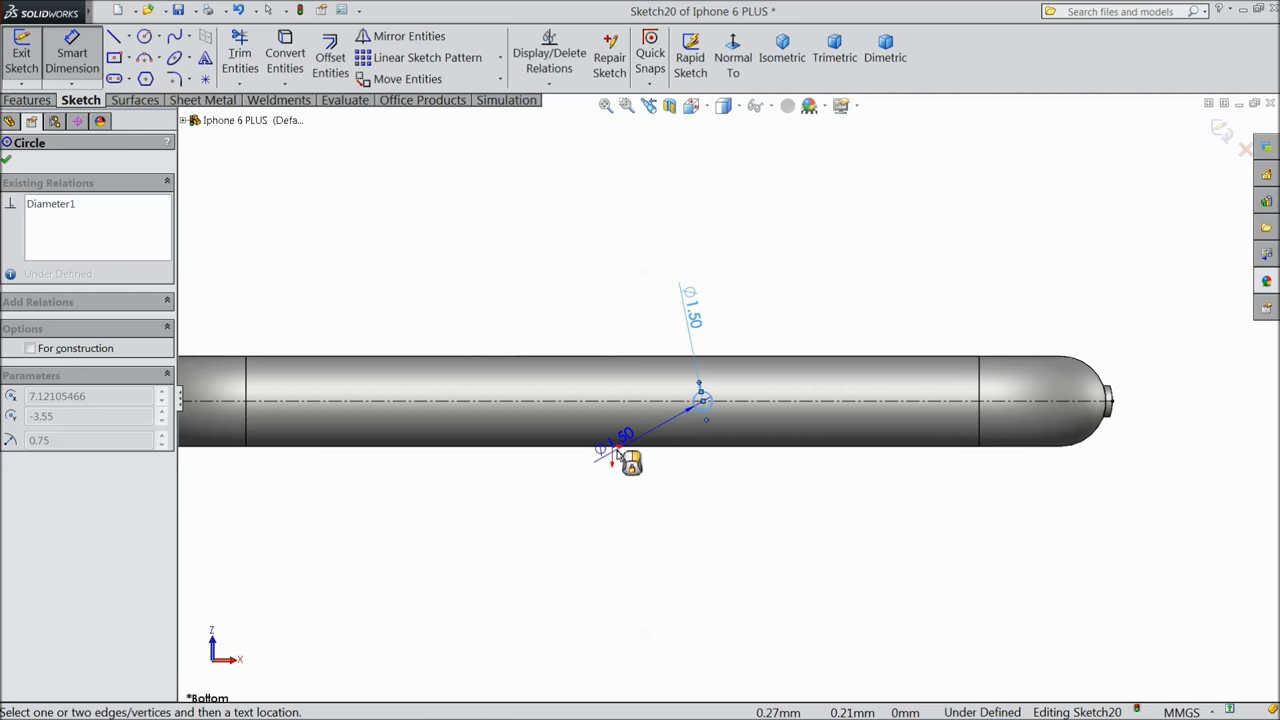 SOLIDWORKS
Sketch20 of Iphone 6 PLUS *
Search files and models
Exit Sketch
Smart Dimension
Trim Entities
Convert Entities
Offset Entities
Mirror Entities
Linear Sketch Pattern
Move Entities
Display/Delete Relations
Repair Sketch
Quick Snaps
Rapid Sketch
Normal To
Isometric
Trimetric
Dimetric
Features
Sketch
Surfaces
Sheet Metal
Weldments
Evaluate
Office Products
Simulation
Iphone 6 PLUS (Defa...
Circle
?
Existing Relations
Diameter1
Under Defined
Add Relations
Options
For construction
Parameters
7.12105466
-3.55
0.75
∅1.50
∅1.50
Z
X
*Bottom
Select one or two edges/vertices and then a text location.
0.27mm
0.21mm
0mm
Under Defined
Editing Sketch20
MMGS